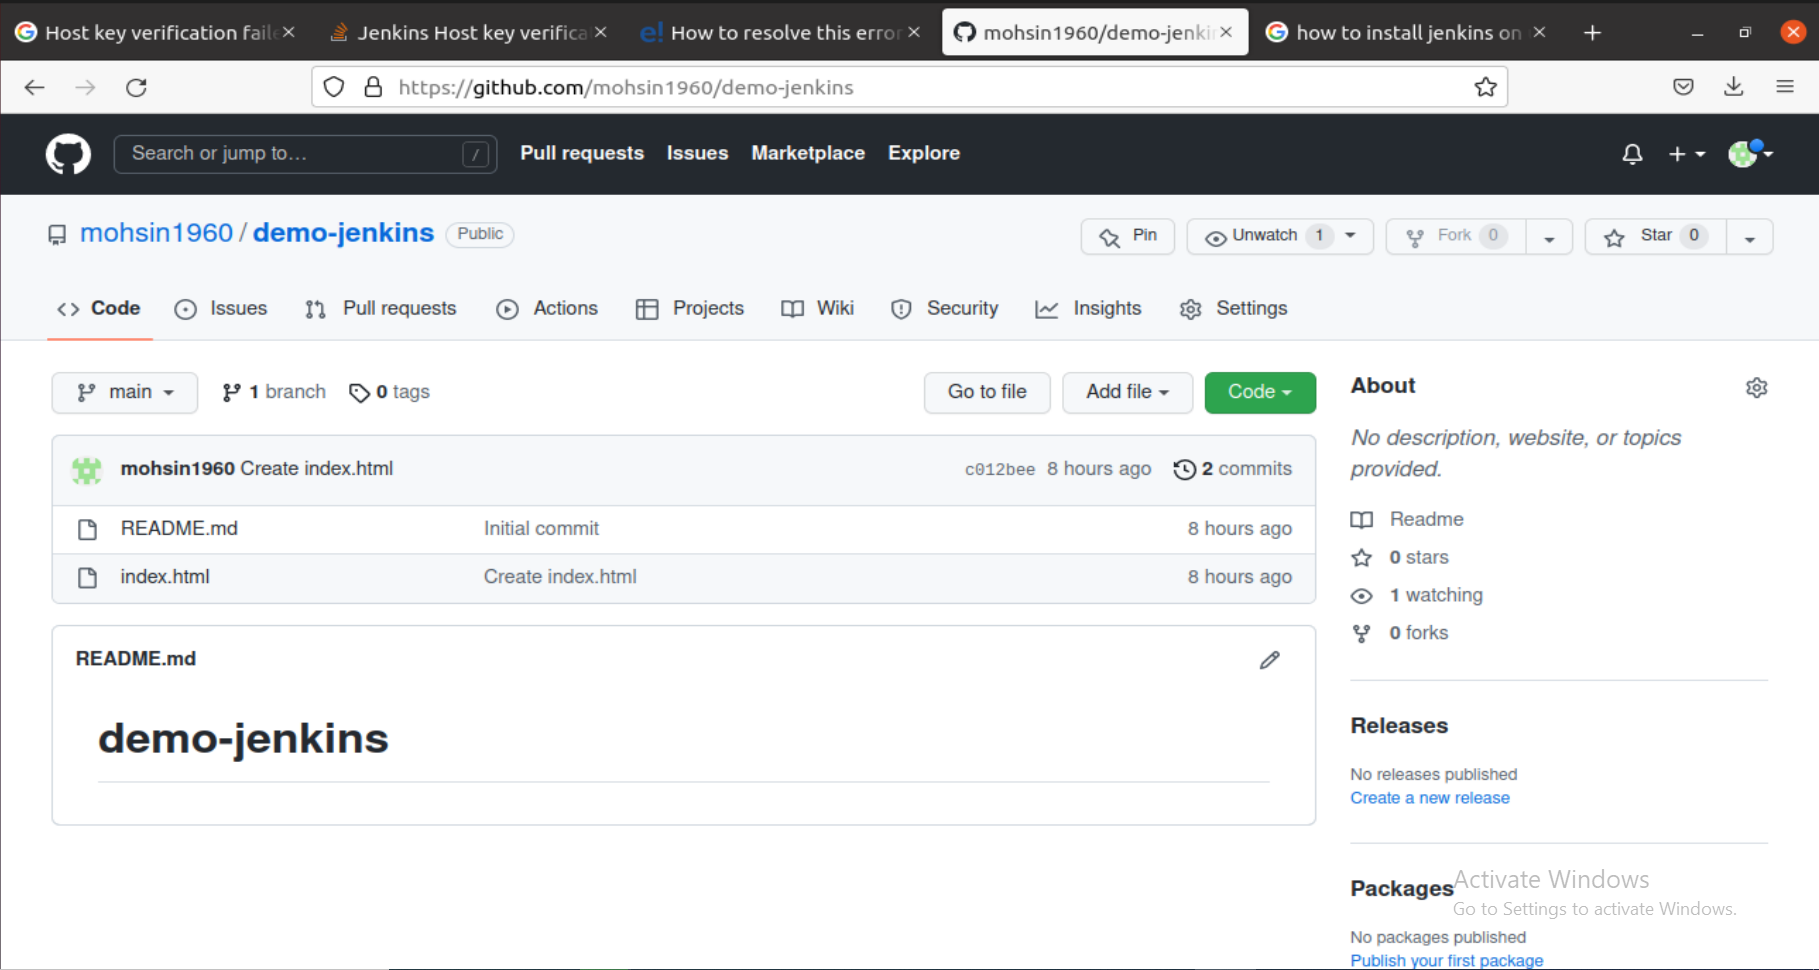 Host key verification faile
Jenkins Host key verifica
e! How to resolve this error
mohsin1960/demo-jenkin
how to install jenkins on
https://github.com/mohsin1960/demo-jenkins
Search or jump to… /
Pull requests Issues Marketplace Explore
mohsin1960 / demo-jenkins Public
Pin Unwatch 1 Fork 0 Star 0
Code Issues Pull requests Actions Projects Wiki Security Insights Settings
main 1 branch 0 tags
Go to file Add file Code
mohsin1960 Create index.html c012bee 8 hours ago 2 commits
README.md Initial commit 8 hours ago
index.html Create index.html 8 hours ago
README.md
demo-jenkins
About
No description, website, or topics
provided.
Readme
0 stars
1 watching
0 forks
Releases
No releases published
Create a new release
Packages
No packages published
Publish your first package
Activate Windows
Go to Settings to activate Windows.